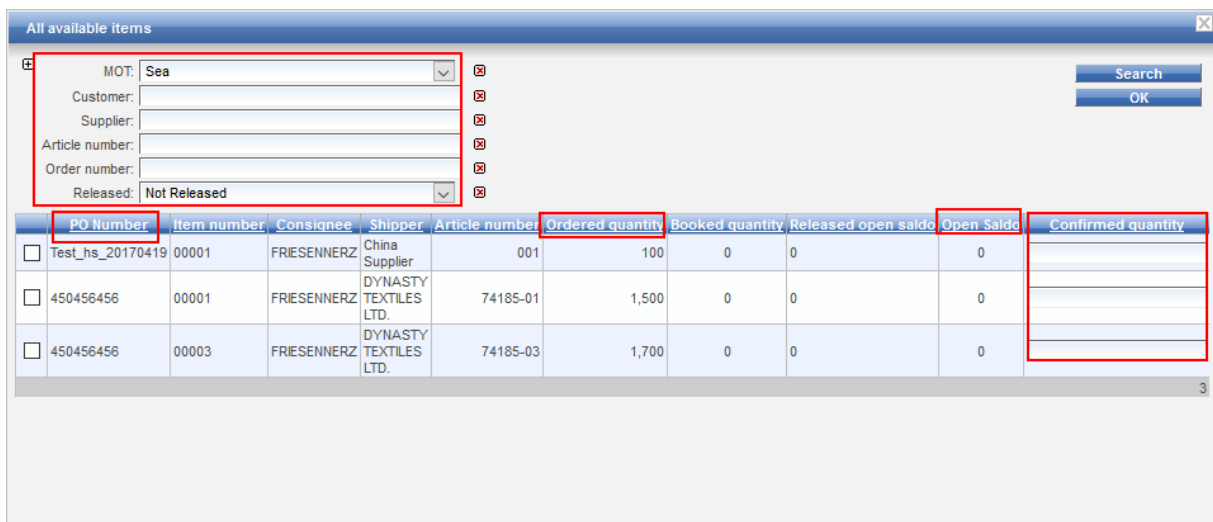 All available items
MOT: Sea
Search
Customer:
OK
Supplier:
Article number:
Order number:
Released: Not Released
PO Number Item number Consignee Shipper Article number Ordered quantity Booked quantity Released open saldo Open Saldo Confirmed quantity
Test_hs_20170419 00001 FRIESENNERZ China Supplier 001 100 0 0 0
450456456 00001 FRIESENNERZ DYNASTY TEXTILES LTD. 74185-01 1,500 0 0 0
450456456 00003 FRIESENNERZ DYNASTY TEXTILES LTD. 74185-03 1,700 0 0 0
3